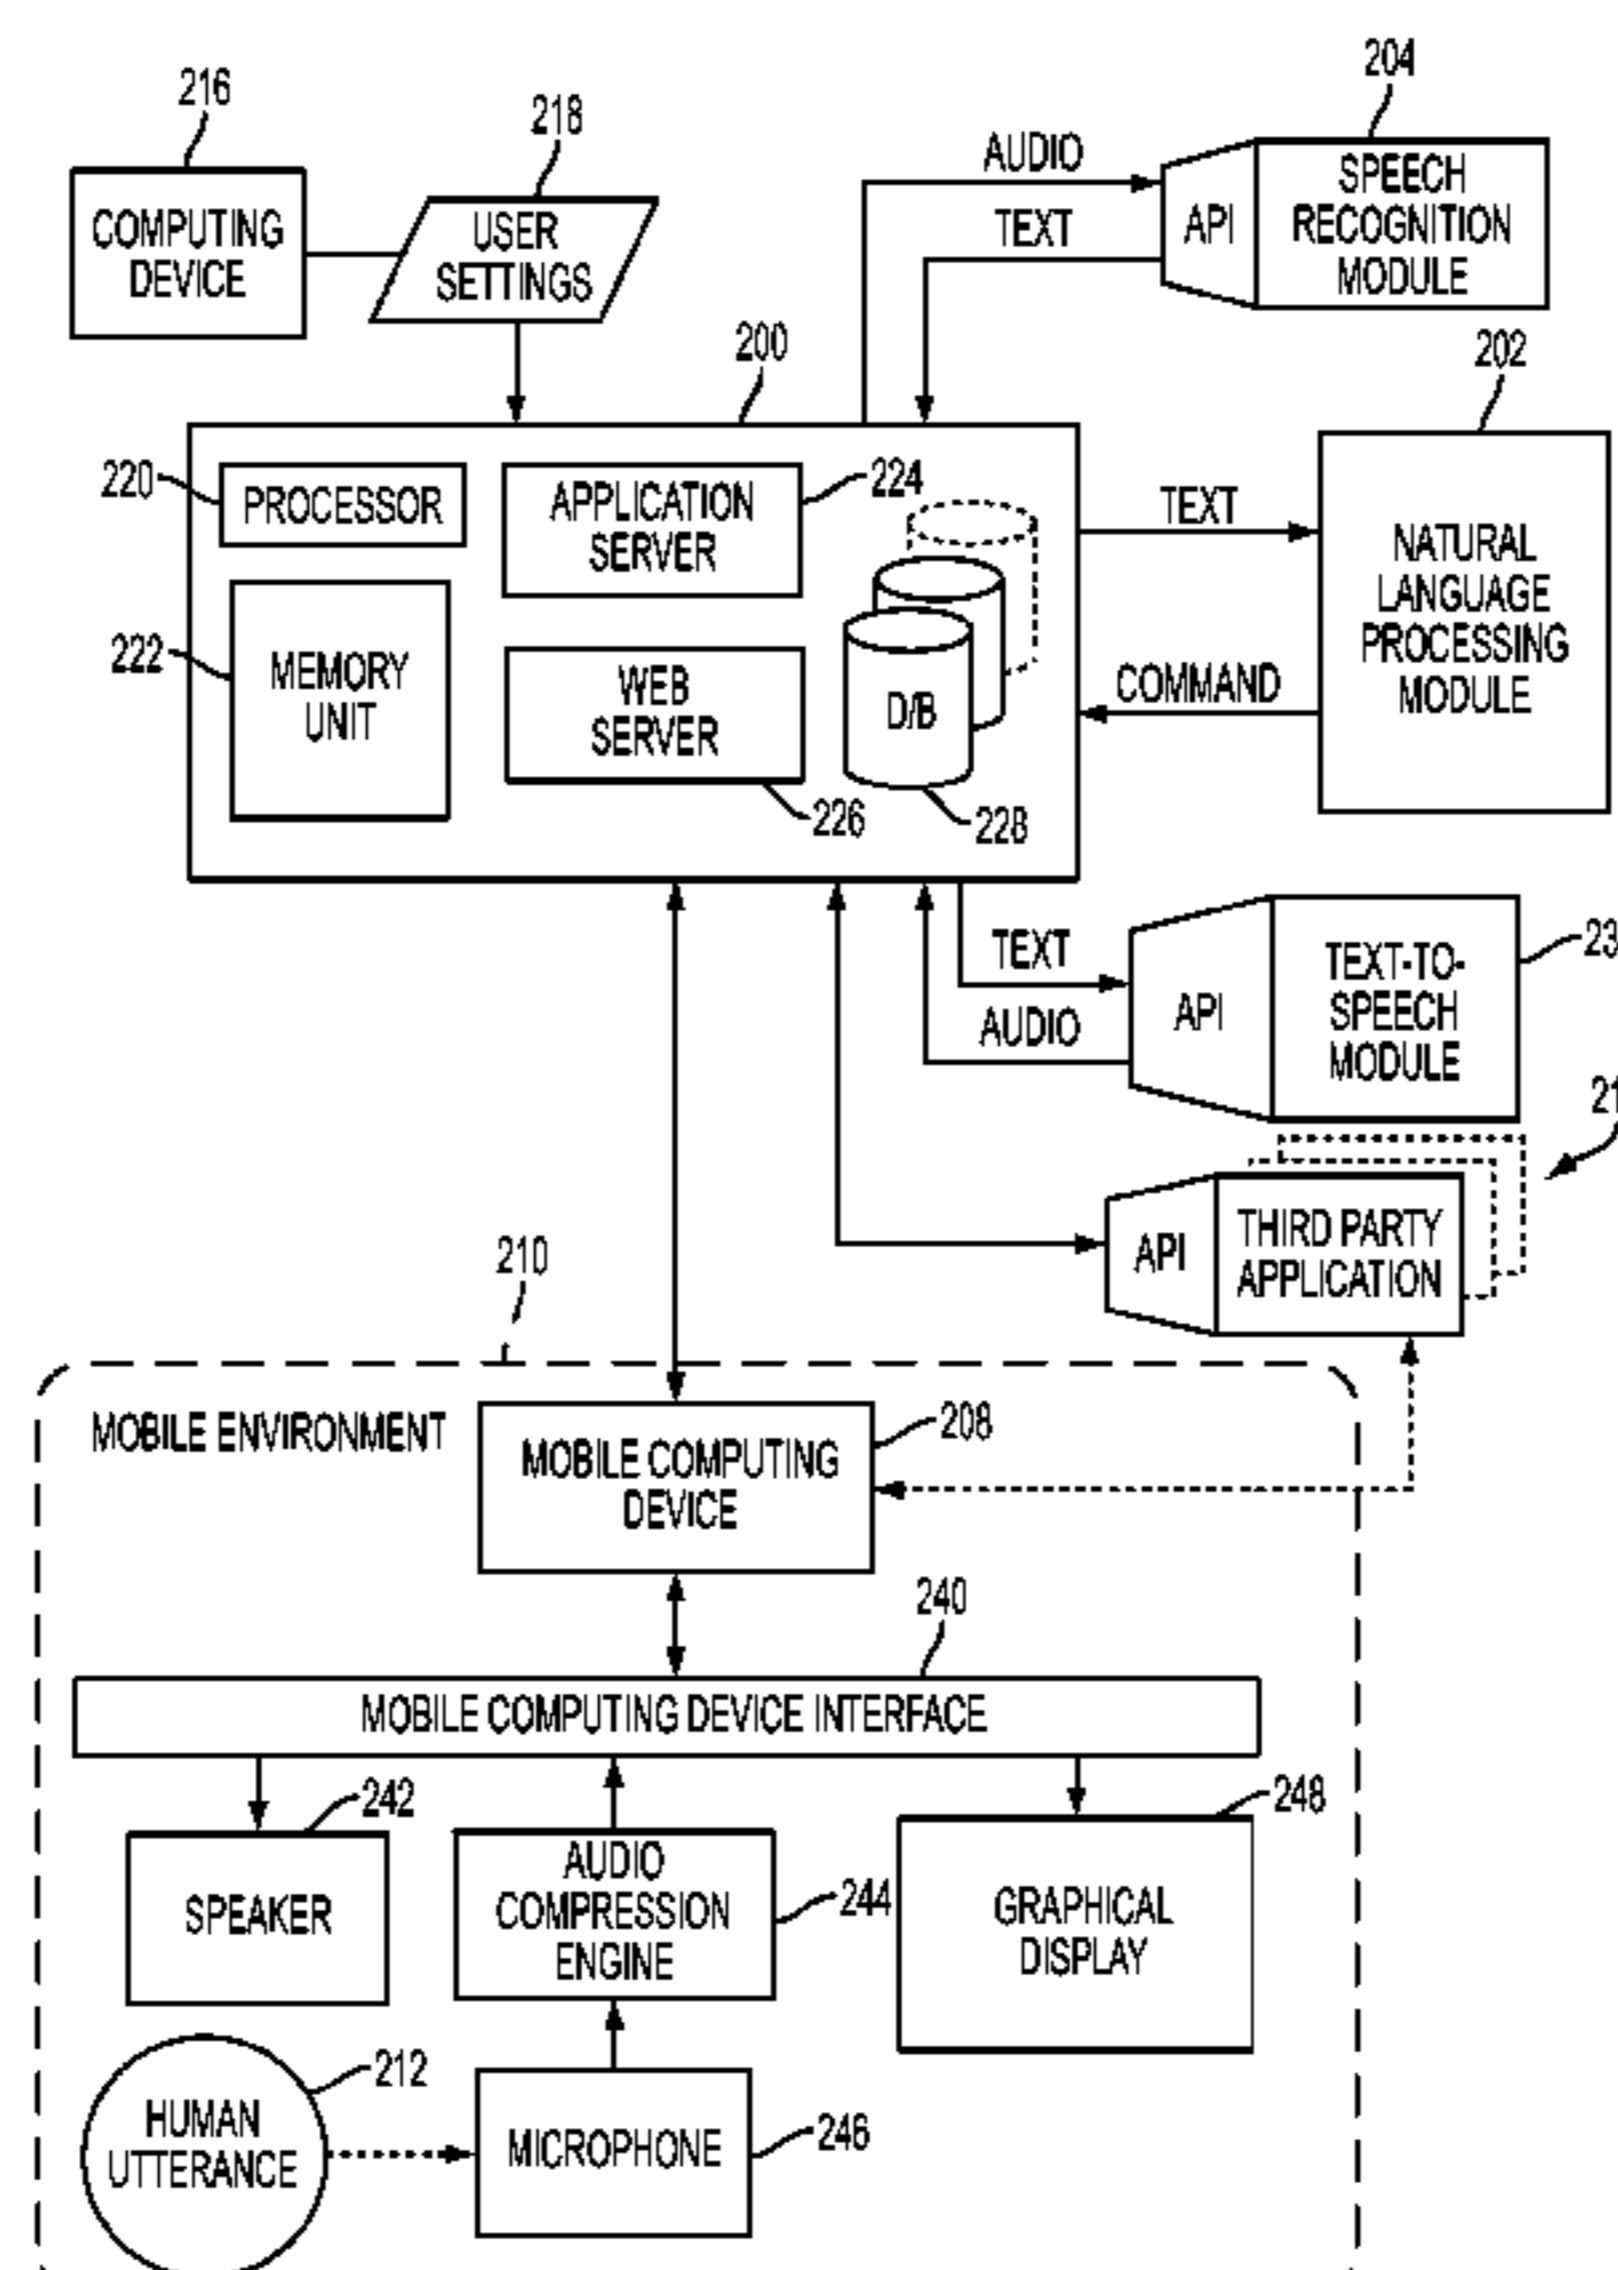 204
216
218
AUDIO
SPEECH
RECOGNITION
MODULE
API
TEXT
COMPUTING
DEVICE
USER
SETTINGS
200
202
220
PROCESSOR
APPLICATION
SERVER
224
TEXT
NATURAL
LANGUAGE
PROCESSING
MODULE
222
MEMORY
UNIT
WEB
SERVER
D/B
COMMAND
226
228
TEXT
AUDIO
API
TEXT-TO-
SPEECH
MODULE
23
21
API
THIRD PARTY
APPLICATION
210
MOBILE ENVIRONMENT
MOBILE COMPUTING
DEVICE
208
240
MOBILE COMPUTING DEVICE INTERFACE
242
SPEAKER
AUDIO
COMPRESSION
ENGINE
244
248
GRAPHICAL
DISPLAY
212
HUMAN
UTTERANCE
MICROPHONE
246